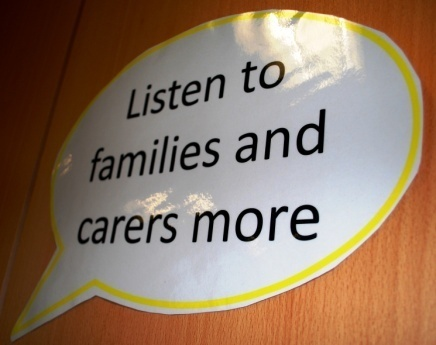 Listen to
families and
carers more